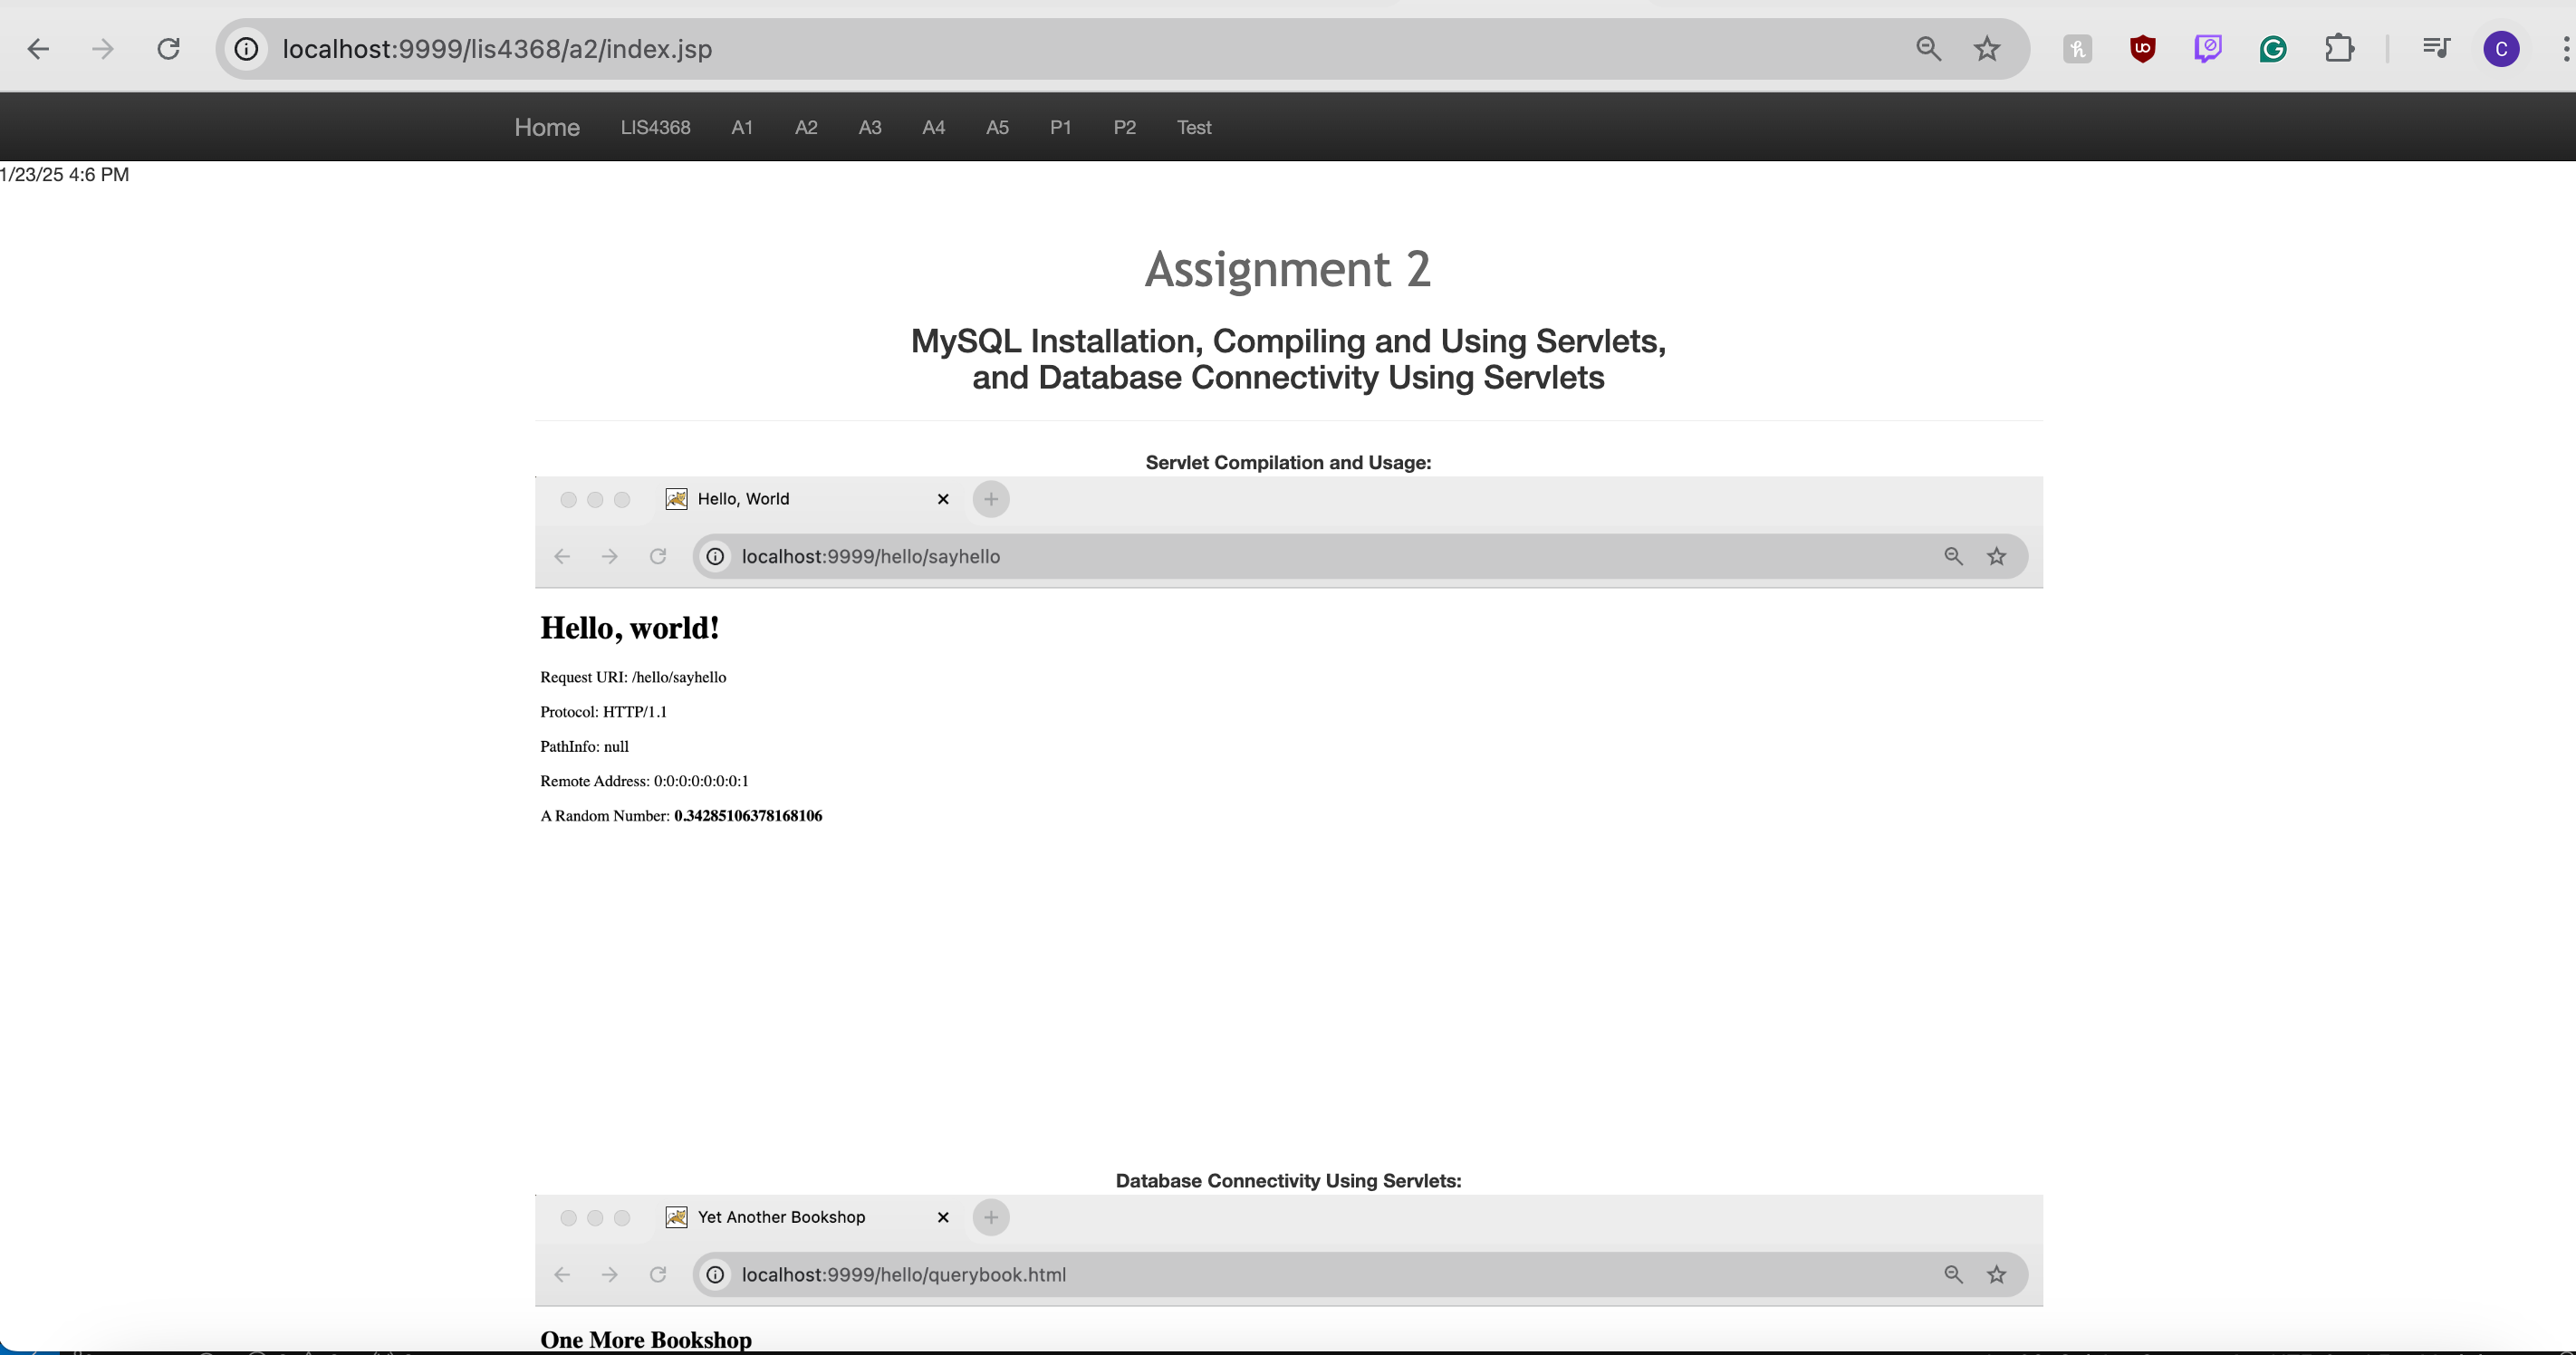 localhost:9999/lis4368/a2/index.jsp
Home LIS4368 A1 A2 A3 A4 A5 P1 P2 Test
1/23/25 4:6 PM
Assignment 2
MySQL Installation, Compiling and Using Servlets,
and Database Connectivity Using Servlets
Servlet Compilation and Usage:
Hello, World
localhost:9999/hello/sayhello
Hello, world!
Request URI: /hello/sayhello
Protocol: HTTP/1.1
PathInfo: null
Remote Address: 0:0:0:0:0:0:0:1
A Random Number: 0.34285106378168106
Database Connectivity Using Servlets:
Yet Another Bookshop
localhost:9999/hello/querybook.html
One More Bookshop